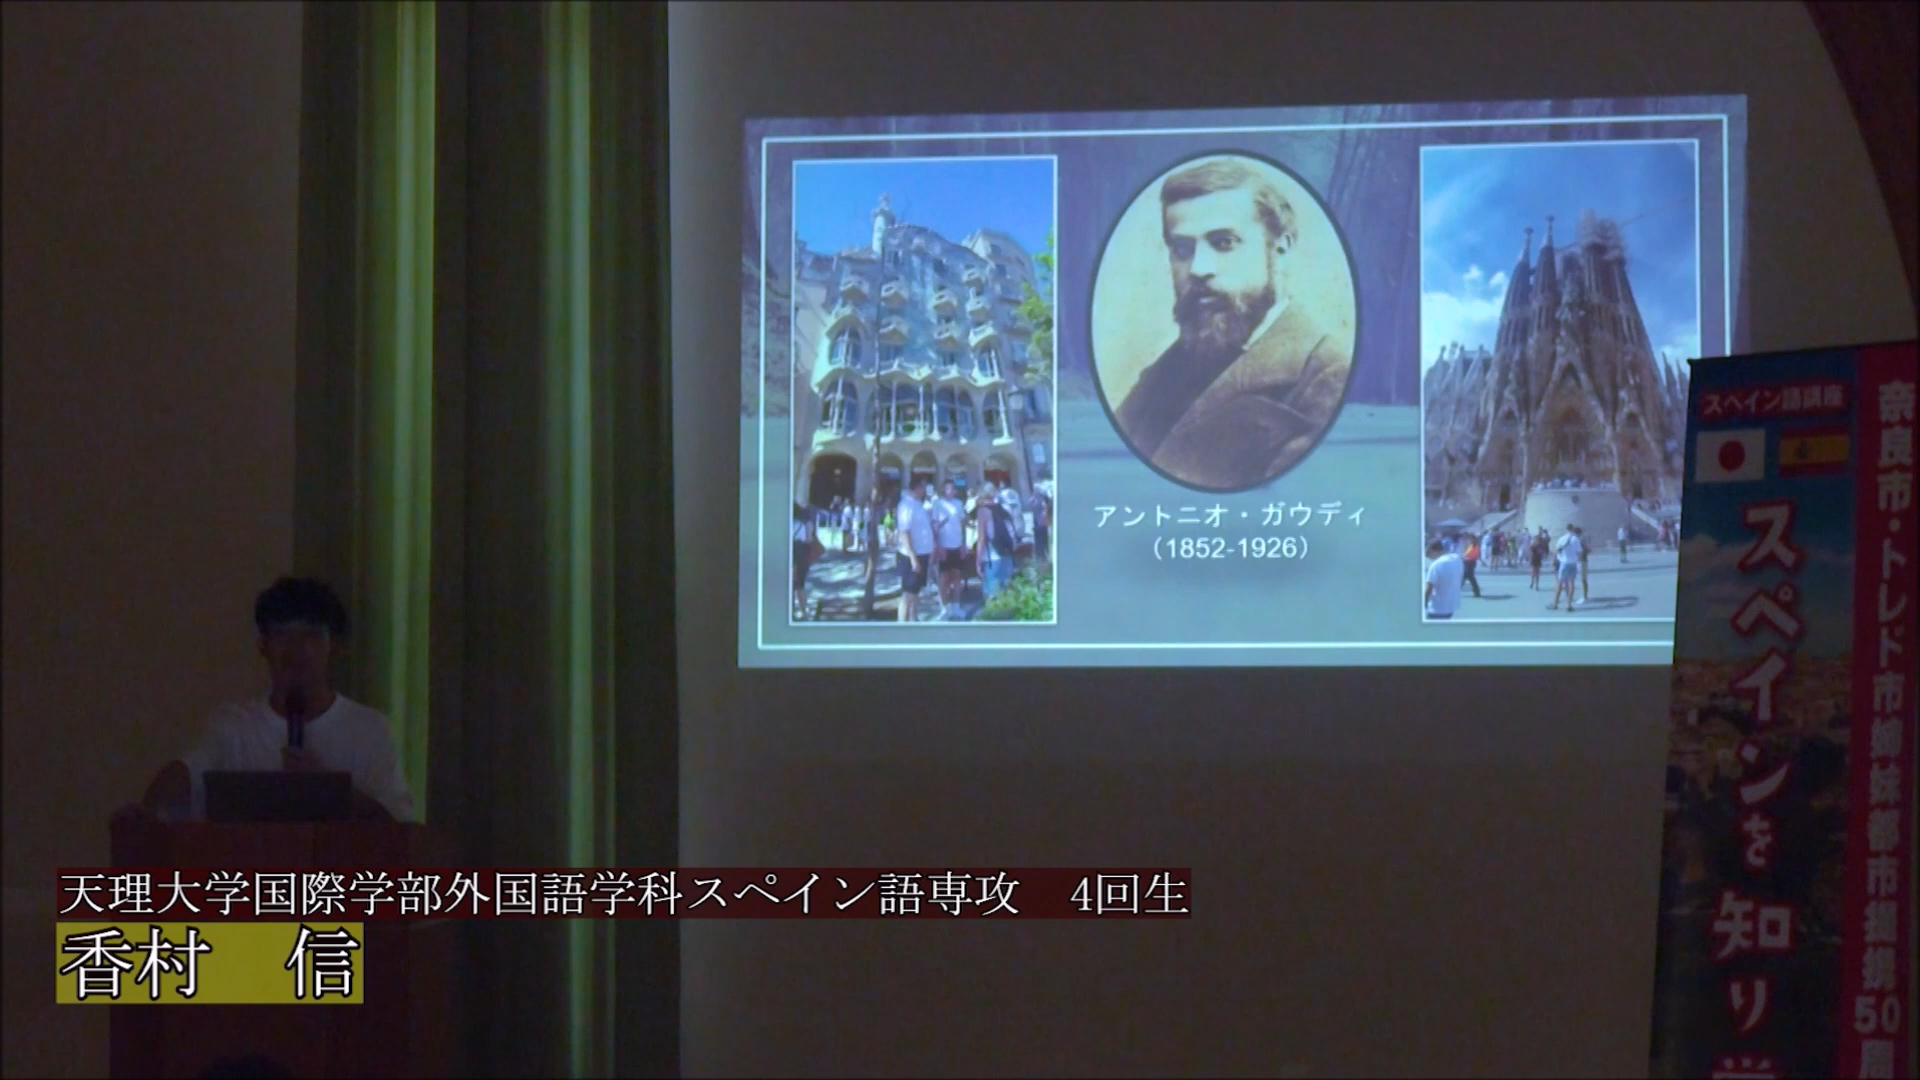 アントニオ・ガウディ
(1852-1926)
スペイン語講座
スペインを知り
奈良市・トレド市姉妹都市提携50周
天理大学国際学部外国語学科スペイン語専攻　4回生
香村　信